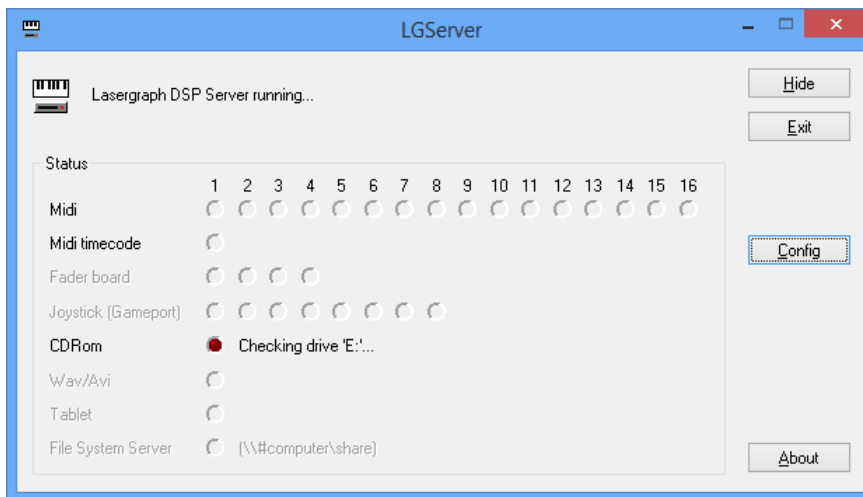 LGServer
Lasergraph DSP Server running...
Hide
Exit
Status
1 2 3 4 5 6 7 8 9 10 11 12 13 14 15 16
Midi
Midi timecode
Config
Fader board
Joystick (Gameport)
CDRom Checking drive 'E:'...
Wav/Avi
Tablet
File System Server (\\#computer\share)
About